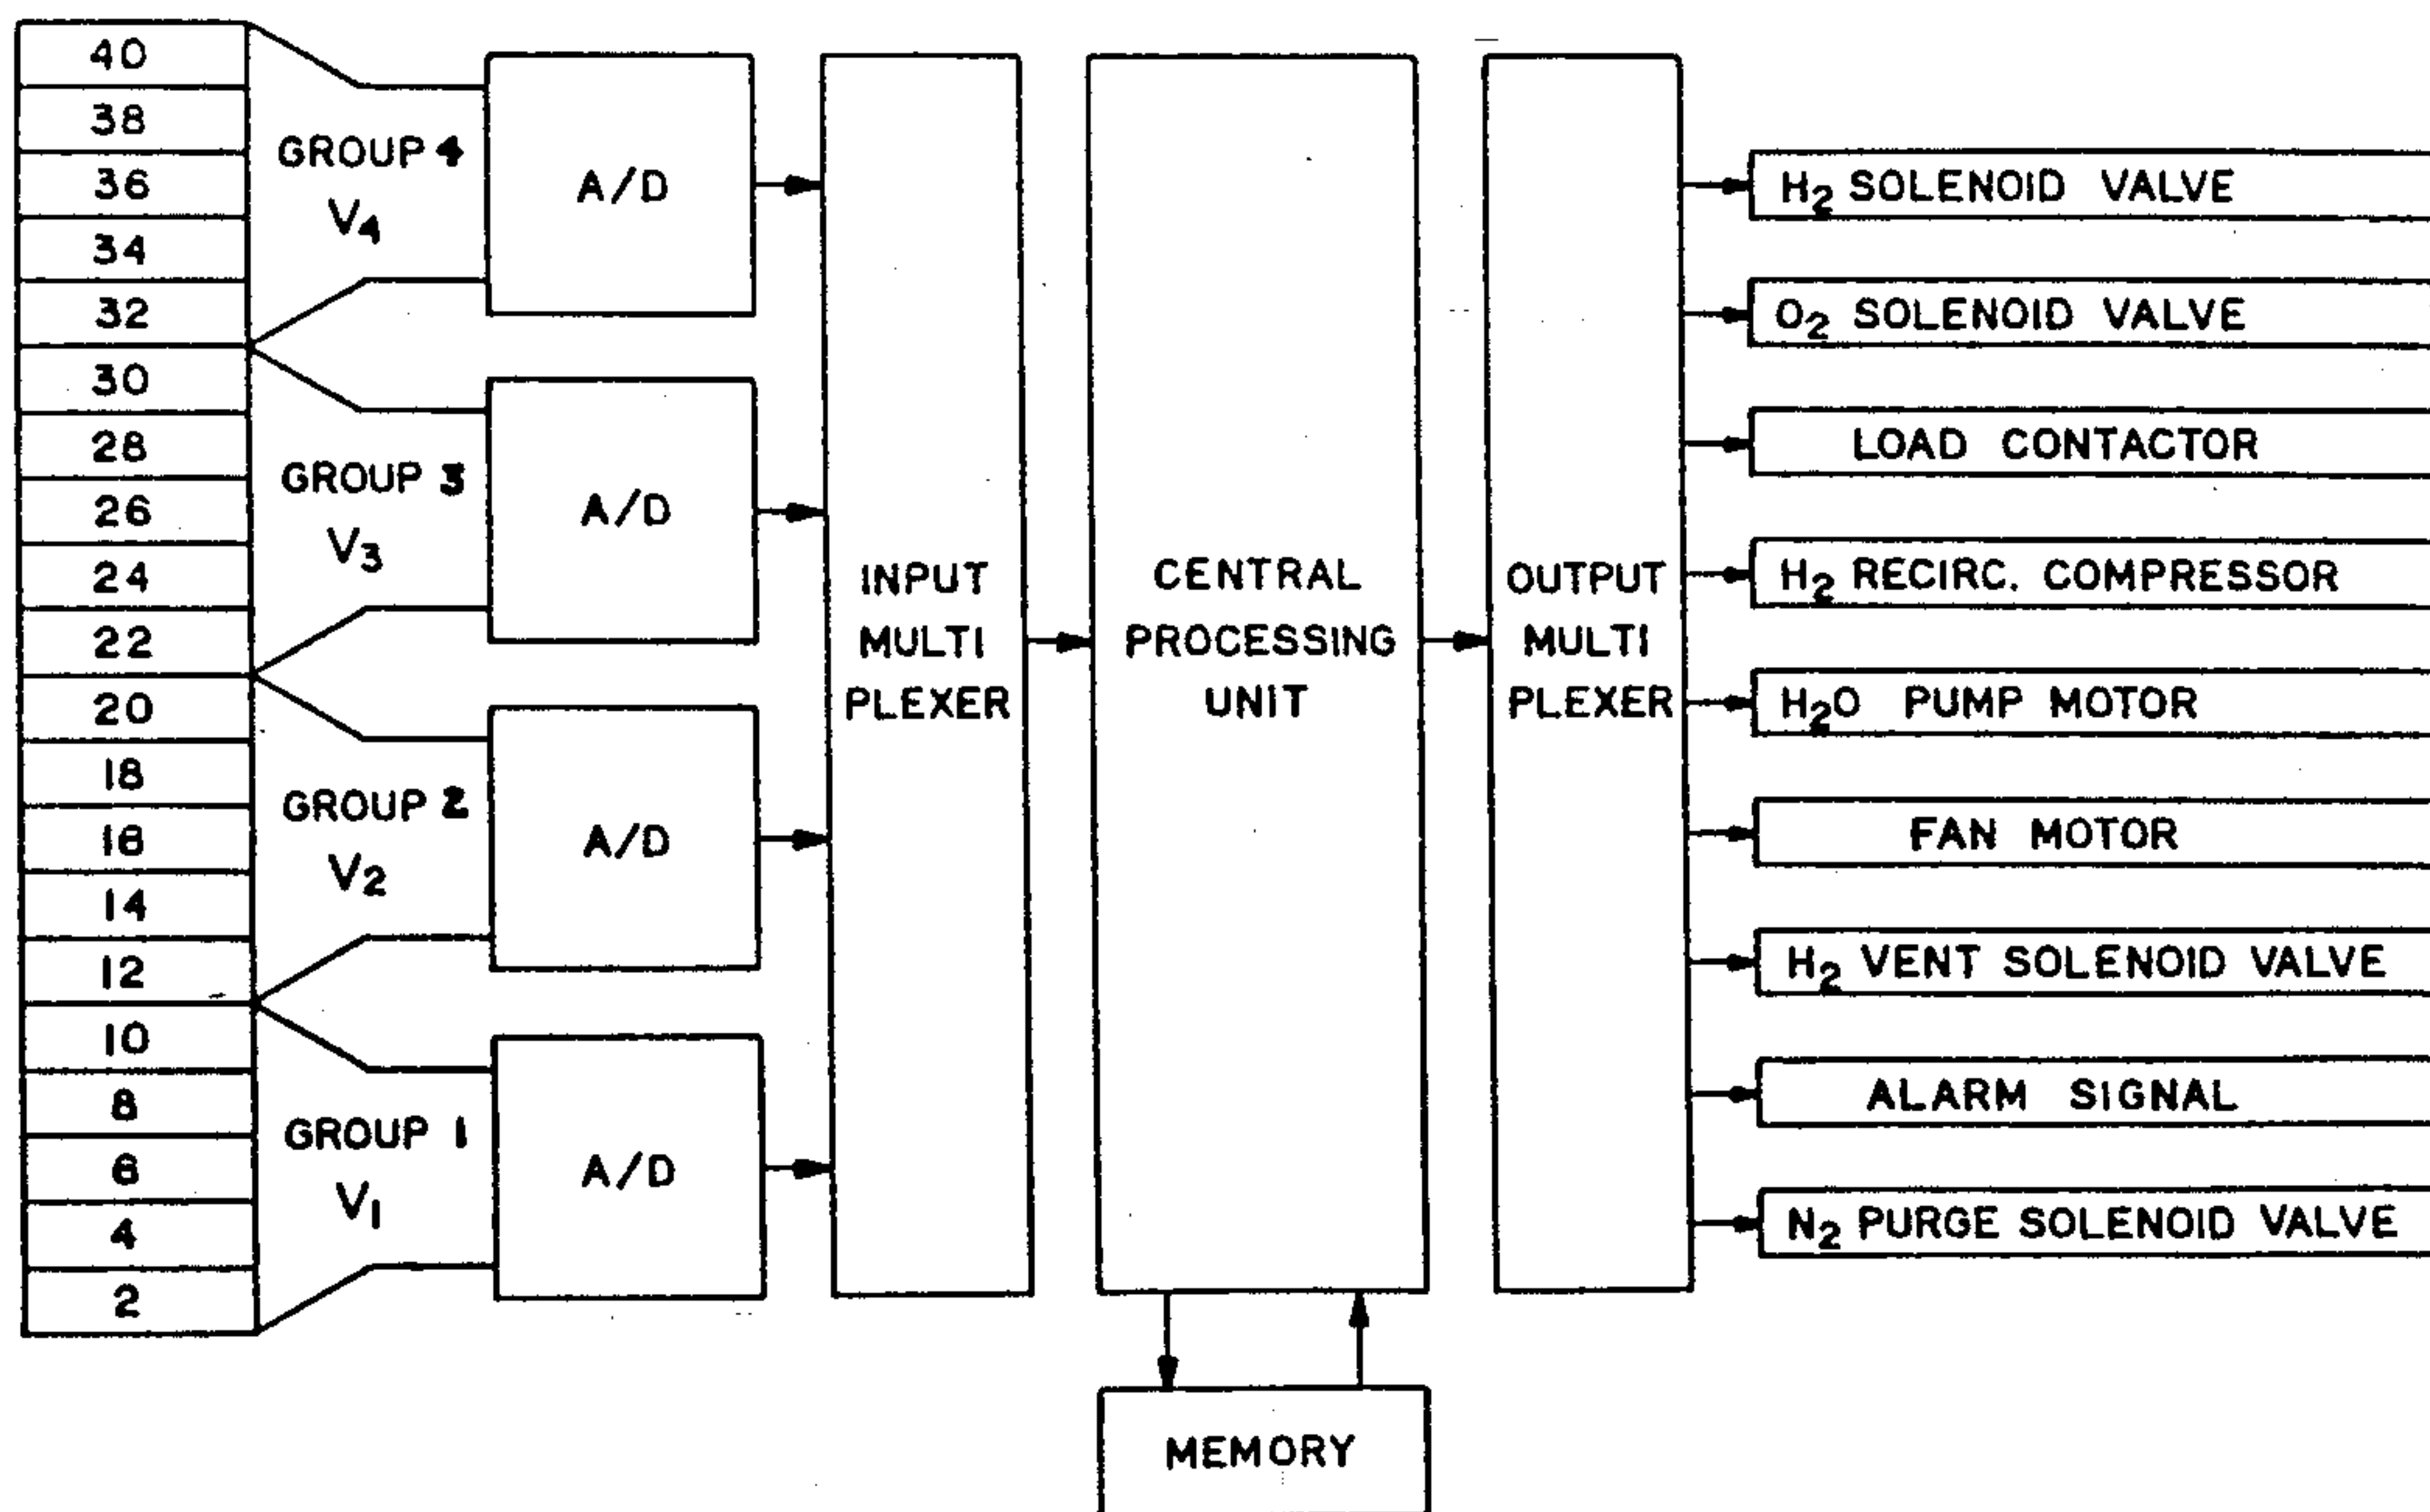 40
38
36
34
32
30
28
26
24
22
20
18
16
14
12
10
8
6
4
2
GROUP 4
V4
GROUP 3
V3
GROUP 2
V2
GROUP 1
V1
A/D
A/D
A/D
A/D
INPUT
MULTI
PLEXER
CENTRAL
PROCESSING
UNIT
MEMORY
OUTPUT
MULTI
PLEXER
H2 SOLENOID VALVE
O2 SOLENOID VALVE
LOAD CONTACTOR
H2 RECIRC. COMPRESSOR
H2O PUMP MOTOR
FAN MOTOR
H2 VENT SOLENOID VALVE
ALARM SIGNAL
N2 PURGE SOLENOID VALVE